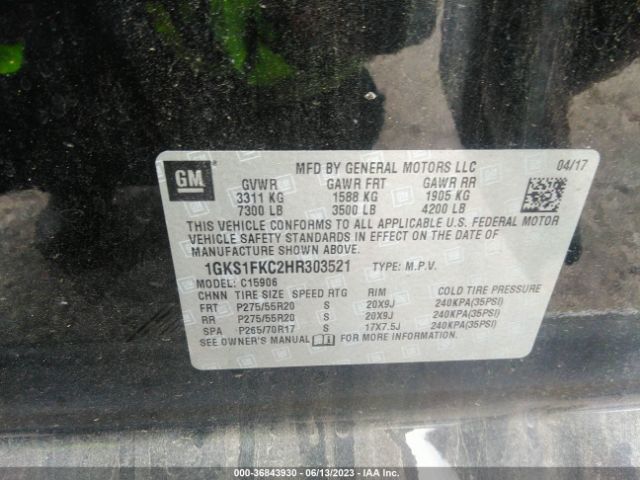 GM
MFD BY GENERAL MOTORS LLC 04/17
GVWR GAWR FRT GAWR RR
3311 KG 1588 KG 1905 KG
7300 LB 3500 LB 4200 LB
THIS VEHICLE CONFORMS TO ALL APPLICABLE U.S. FEDERAL MOTOR
VEHICLE SAFETY STANDARDS IN EFFECT ON THE DATE OF
MANUFACTURE SHOWN ABOVE.
1GKS1FKC2HR303521 TYPE: M.P.V.
MODEL: C15906
CHNN TIRE SIZE SPEED RTG RIM COLD TIRE PRESSURE
FRT P275/55R20 S 20X9J 240KPA(35PSI)
RR P275/55R20 S 20X9J 240KPA(35PSI)
SPA P265/70R17 S 17X7.5J 240KPA(35PSI)
SEE OWNER'S MANUAL FOR MORE INFORMATION.
000-36843930 - 06/13/2023 - IAA Inc.